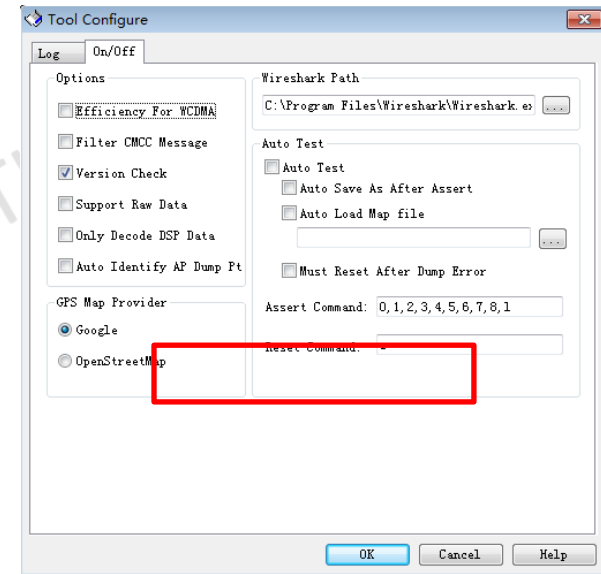 Tool Configure
Log
On/Off
Options
Efficiency For WCDMA
Filter CMCC Message
Version Check
Support Raw Data
Only Decode DSP Data
Auto Identify AP Dump Pt
GPS Map Provider
Google
OpenStreetMap
Wireshark Path
C:\Program Files\Wireshark\Wireshark.ex
...
Auto Test
Auto Test
Auto Save As After Assert
Auto Load Map file
...
Must Reset After Dump Error
Assert Command: 0,1,2,3,4,5,6,7,8,1
Reset Command:
OK
Cancel
Help